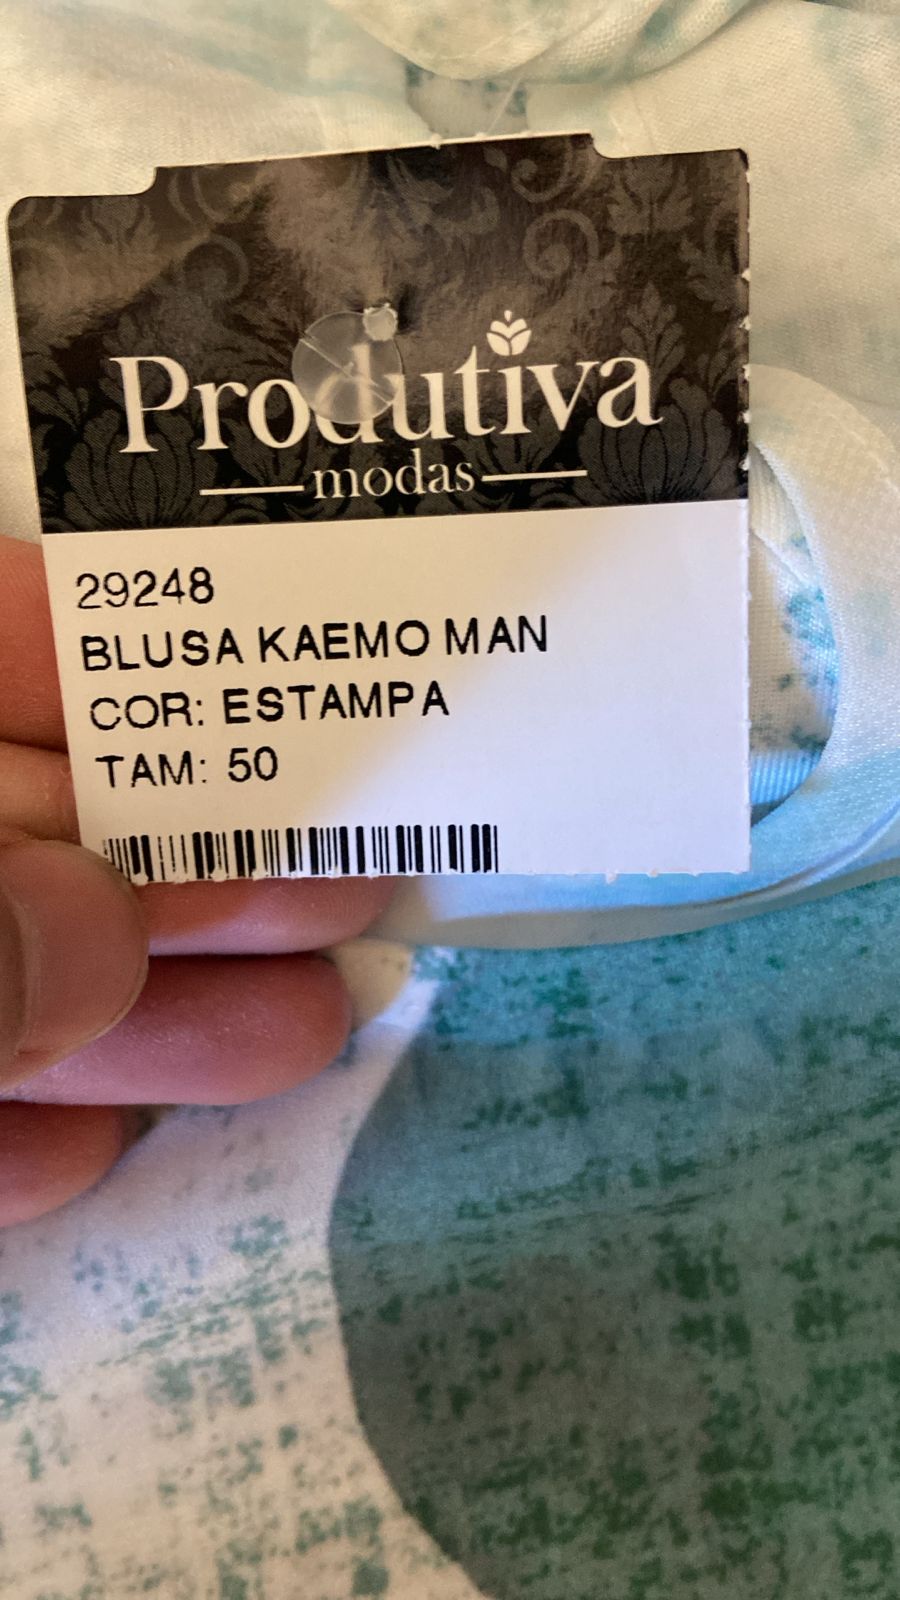 Produtiva
modas
29248
BLUSA KAEMO MAN
COR: ESTAMPA
TAM: 50